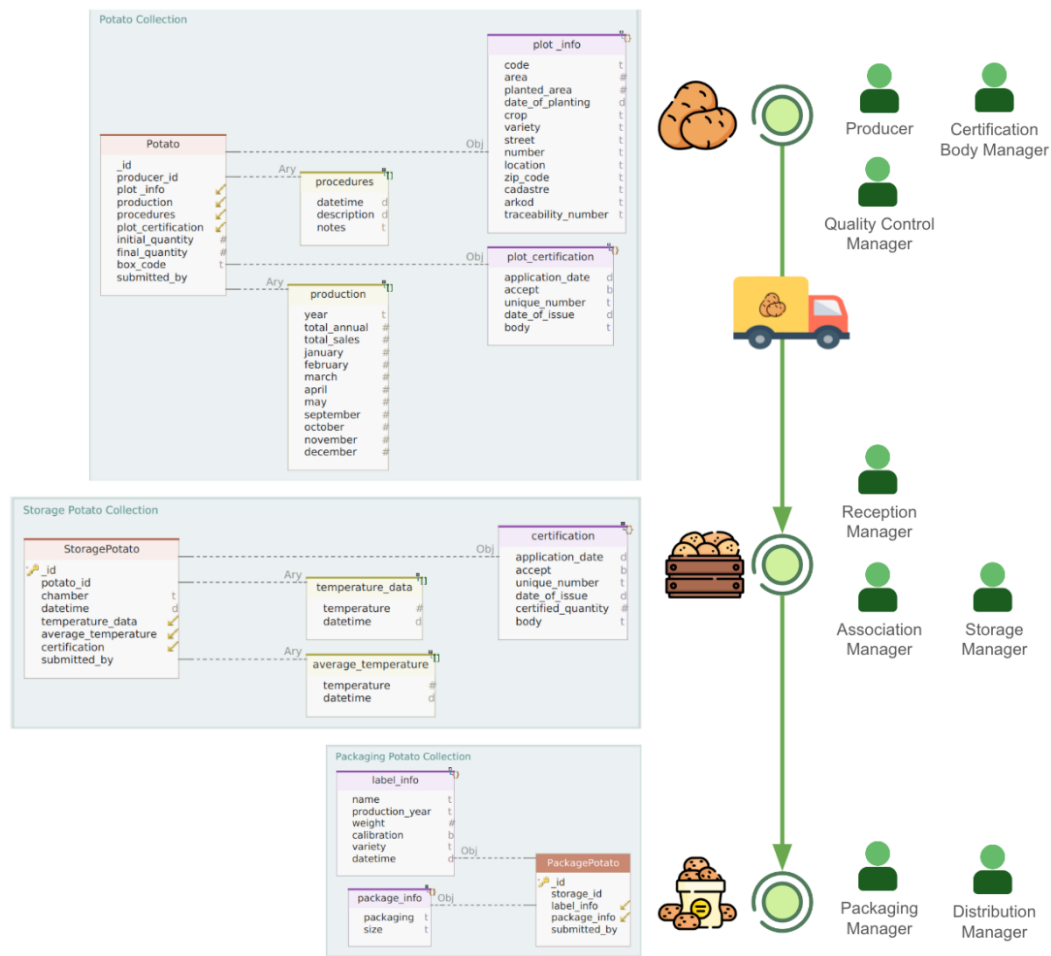 Potato Collection
plot _info
code t
area #
planted_area #
date_of_planting d
crop t
variety t
street t
number t
location t
zip_code t
cadastre t
arkod t
traceability_number t
Obj
Potato
_id
producer_id
plot _info
production
procedures
plot_certification
initial_quantity #
final_quantity #
box_code t
submitted_by
Ary
procedures
datetime d
description d
notes t
Obj
plot_certification
application_date d
accept b
unique_number t
date_of_issue d
body t
Ary
production
year t
total_annual #
total_sales #
january #
february #
march #
april #
may #
september #
october #
november #
december #
Producer
Certification
Body Manager
Quality Control
Manager
Storage Potato Collection
StoragePotato
_id
potato_id
chamber t
datetime d
temperature_data
average_temperature
certification
submitted_by
Obj
certification
application_date d
accept b
unique_number t
date_of_issue d
certified_quantity #
body t
Ary
temperature_data
temperature #
datetime d
Ary
average_temperature
temperature #
datetime d
Reception
Manager
Association
Manager
Storage
Manager
Packaging Potato Collection
label_info
name t
production_year t
weight #
calibration b
variety t
datetime d
Obj
package_info
packaging t
size t
Obj
PackagePotato
_id
storage_id
label_info
package_info
submitted_by
Packaging
Manager
Distribution
Manager